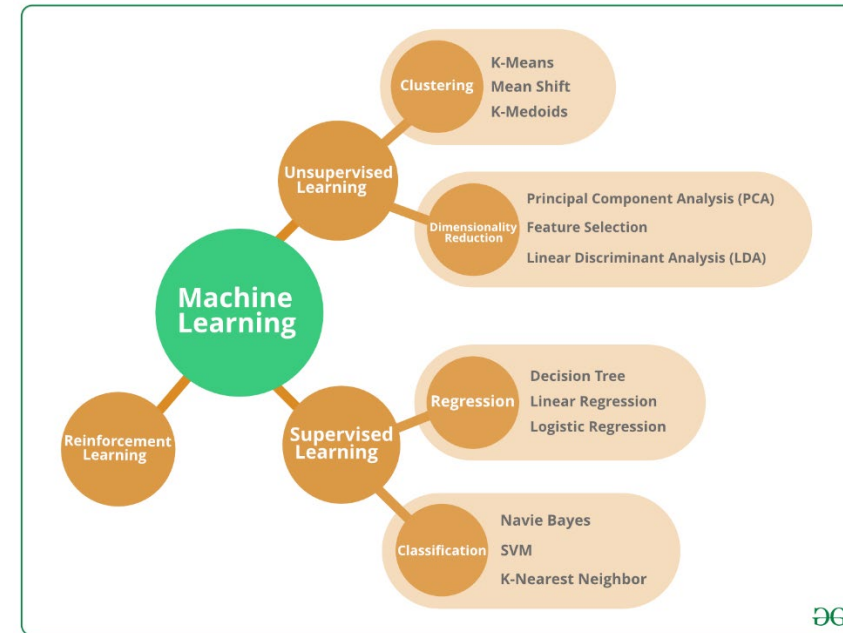 K-Means
Clustering
Mean Shift
K-Medoids
Unsupervised
Learning
Principal Component Analysis (PCA)
Dimensionality
Reduction
Feature Selection
Linear Discriminant Analysis (LDA)
Machine
Learning
Decision Tree
Regression
Linear Regression
Logistic Regression
Reinforcement
Learning
Supervised
Learning
Navie Bayes
Classification
SVM
K-Nearest Neighbor